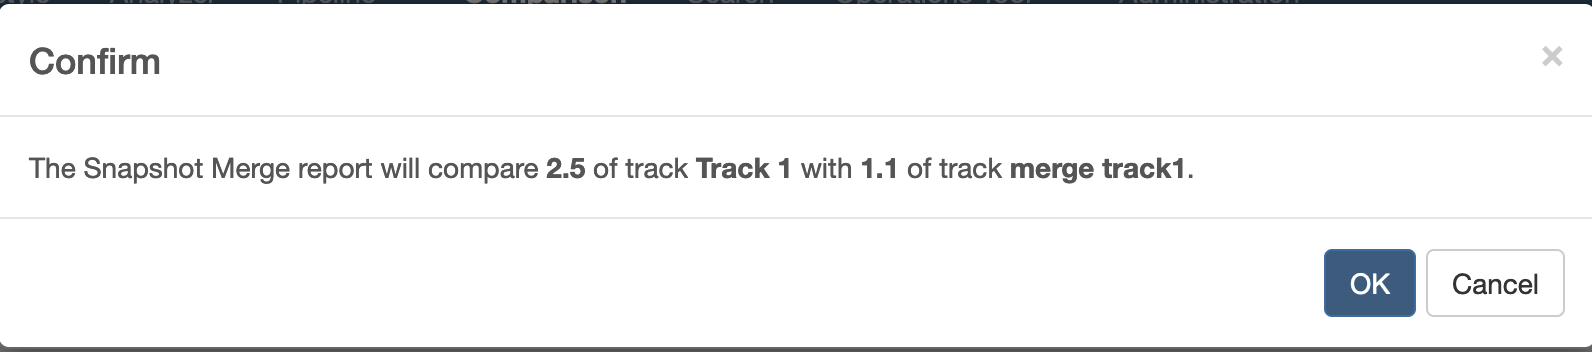 Comparison
Confirm
×
The Snapshot Merge report will compare 2.5 of track Track 1 with 1.1 of track merge track1.
OK
Cancel